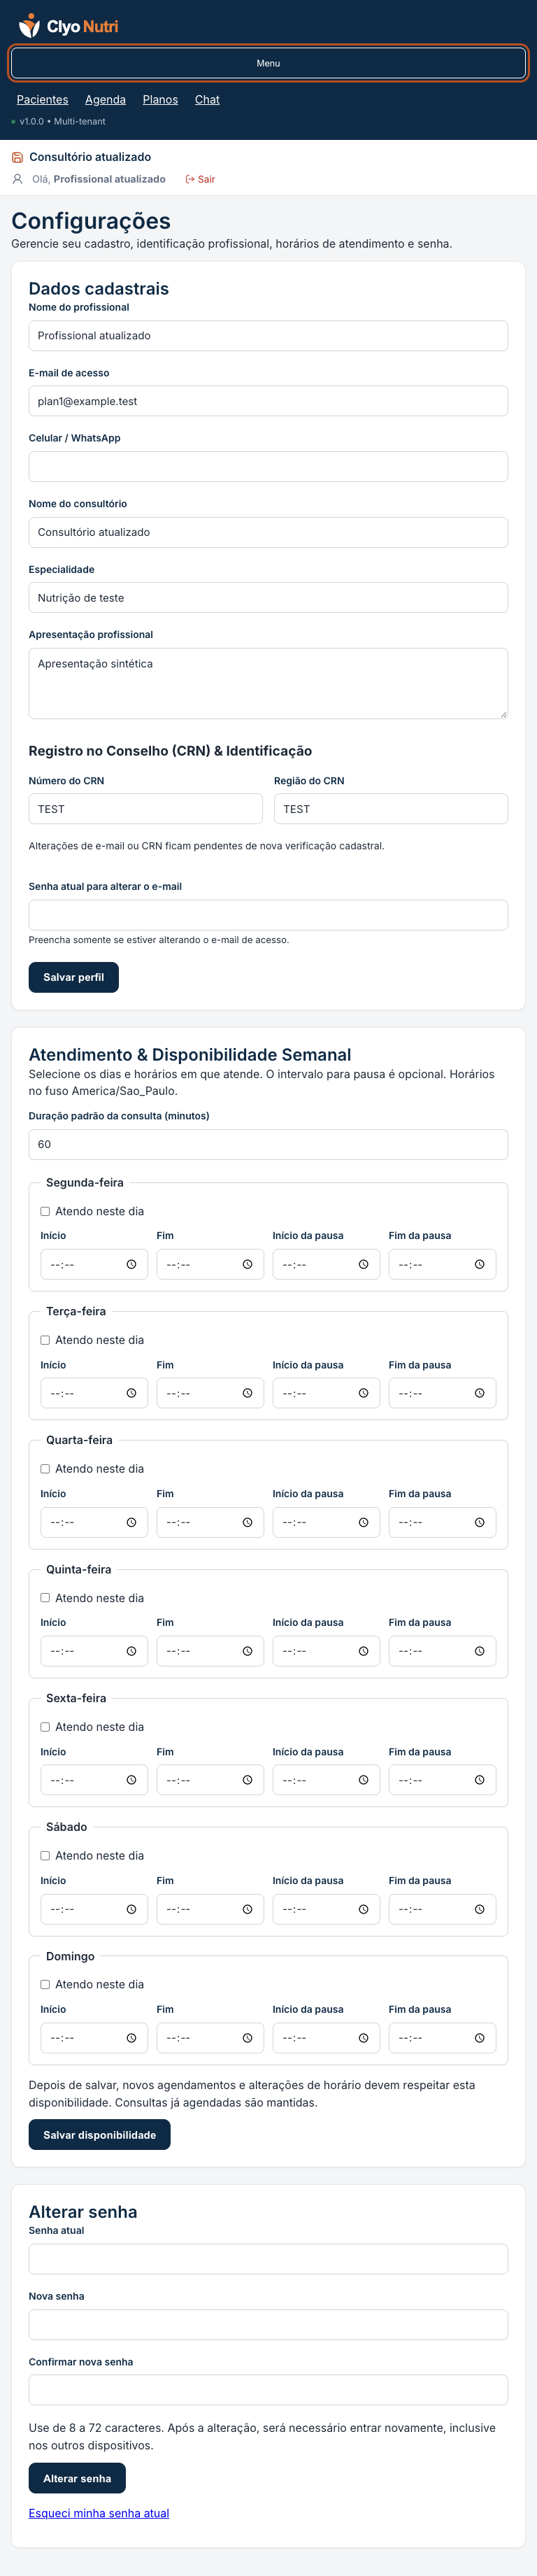 Clyo Nutri
Menu
Pacientes Agenda Planos Chat
v1.0.0 • Multi-tenant
Consultório atualizado
Olá, Profissional atualizado Sair
Configurações
Gerencie seu cadastro, identificação profissional, horários de atendimento e senha.
Dados cadastrais
Nome do profissional
Profissional atualizado
E-mail de acesso
plan1@example.test
Celular / WhatsApp
Nome do consultório
Consultório atualizado
Especialidade
Nutrição de teste
Apresentação profissional
Apresentação sintética
Registro no Conselho (CRN) & Identificação
Número do CRN Região do CRN
TEST TEST
Alterações de e-mail ou CRN ficam pendentes de nova verificação cadastral.
Senha atual para alterar o e-mail
Preencha somente se estiver alterando o e-mail de acesso.
Salvar perfil
Atendimento & Disponibilidade Semanal
Selecione os dias e horários em que atende. O intervalo para pausa é opcional. Horários
no fuso America/Sao_Paulo.
Duração padrão da consulta (minutos)
60
Segunda-feira
Atendo neste dia
Início Fim Início da pausa Fim da pausa
--:-- --:-- --:-- --:--
Terça-feira
Atendo neste dia
Início Fim Início da pausa Fim da pausa
--:-- --:-- --:-- --:--
Quarta-feira
Atendo neste dia
Início Fim Início da pausa Fim da pausa
--:-- --:-- --:-- --:--
Quinta-feira
Atendo neste dia
Início Fim Início da pausa Fim da pausa
--:-- --:-- --:-- --:--
Sexta-feira
Atendo neste dia
Início Fim Início da pausa Fim da pausa
--:-- --:-- --:-- --:--
Sábado
Atendo neste dia
Início Fim Início da pausa Fim da pausa
--:-- --:-- --:-- --:--
Domingo
Atendo neste dia
Início Fim Início da pausa Fim da pausa
--:-- --:-- --:-- --:--
Depois de salvar, novos agendamentos e alterações de horário devem respeitar esta
disponibilidade. Consultas já agendadas são mantidas.
Salvar disponibilidade
Alterar senha
Senha atual
Nova senha
Confirmar nova senha
Use de 8 a 72 caracteres. Após a alteração, será necessário entrar novamente, inclusive
nos outros dispositivos.
Alterar senha
Esqueci minha senha atual